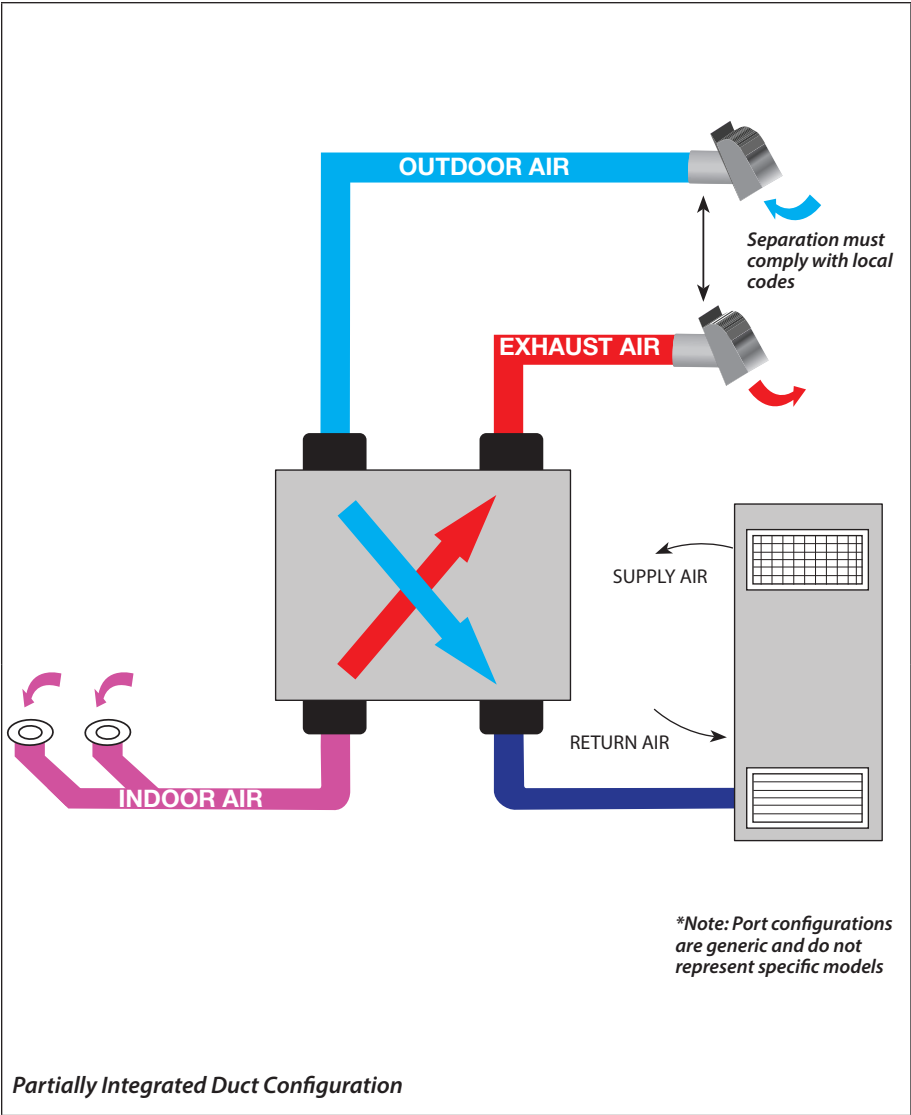 OUTDOOR AIR
Separation must
comply with local
codes
EXHAUST AIR
SUPPLY AIR
RETURN AIR
INDOOR AIR
*Note: Port configurations
are generic and do not
represent specific models
Partially Integrated Duct Configuration